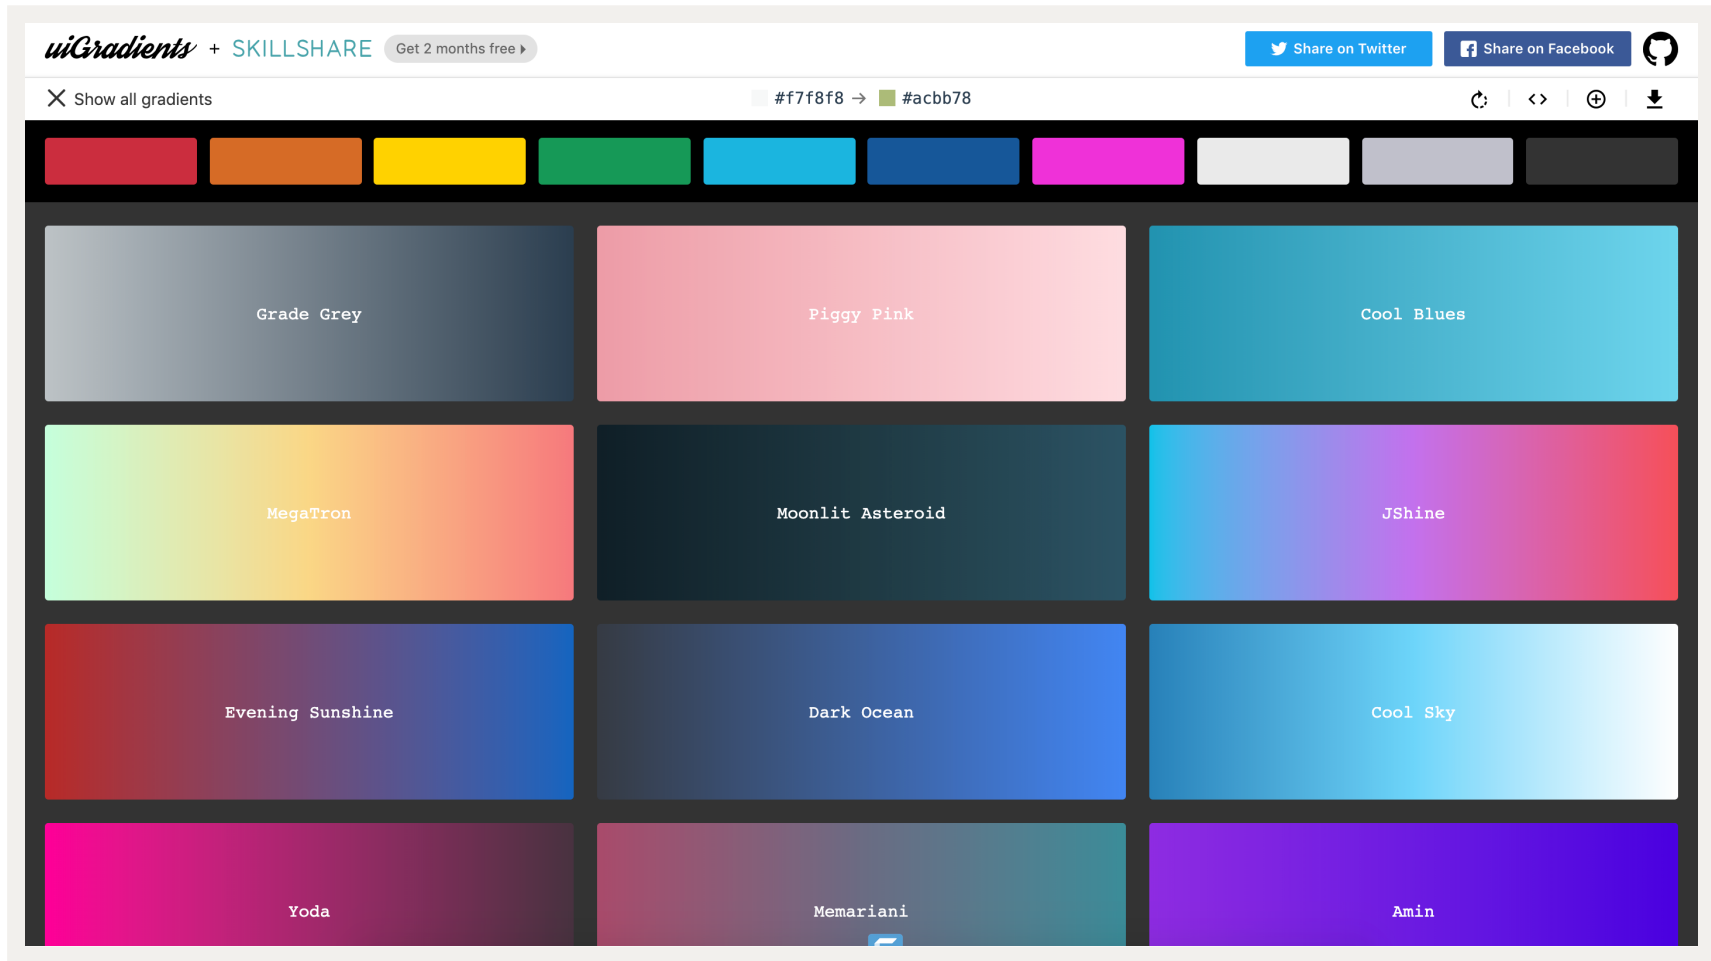 uiGradients + SKILLSHARE Get 2 months free
Share on Twitter
Share on Facebook
Show all gradients
#f7f8f8 → #acbb78
Grade Grey
Piggy Pink
Cool Blues
MegaTron
Moonlit Asteroid
JShine
Evening Sunshine
Dark Ocean
Cool Sky
Yoda
Memariani
Amin